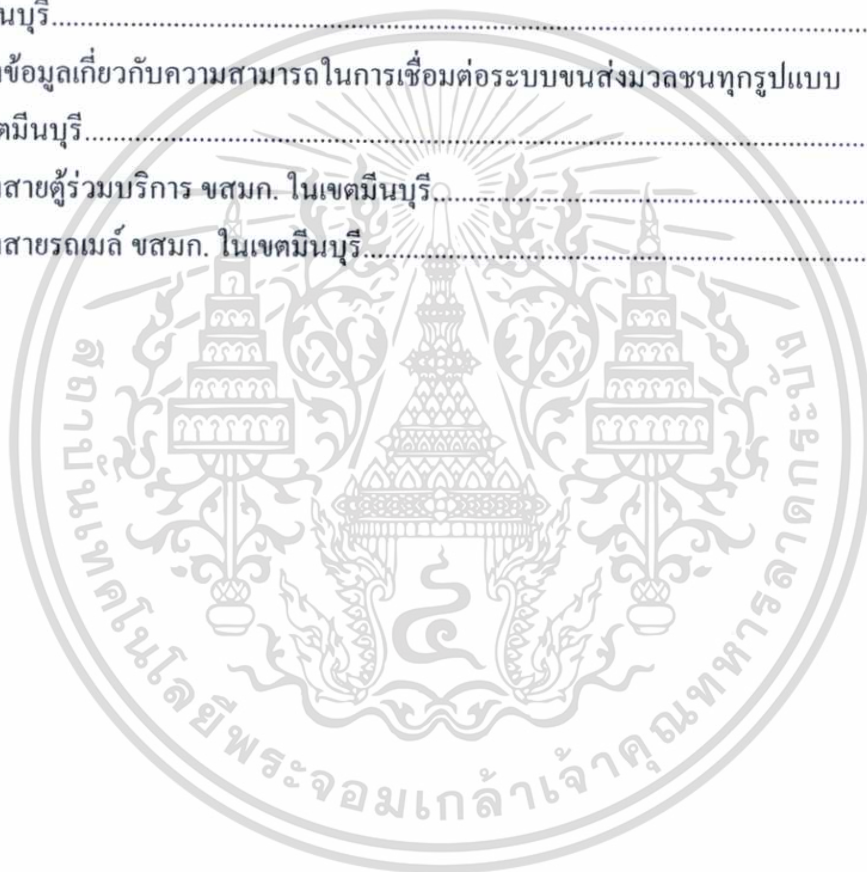 นบุรี................................................................
ข้อมูลเกี่ยวกับความสามารถในการเชื่อมต่อระบบขนส่งมวลชนทุกรูปแบบ
ตมีนบุรี................................................................
สายตู้ร่วมบริการ ขสมก. ในเขตมีนบุรี................................................................
สายรถเมล์ ขสมก. ในเขตมีนบุรี................................................................
สถาบันเทคโนโลยีพระจอมเกล้าเจ้าคุณทหารลาดกระบัง
๔